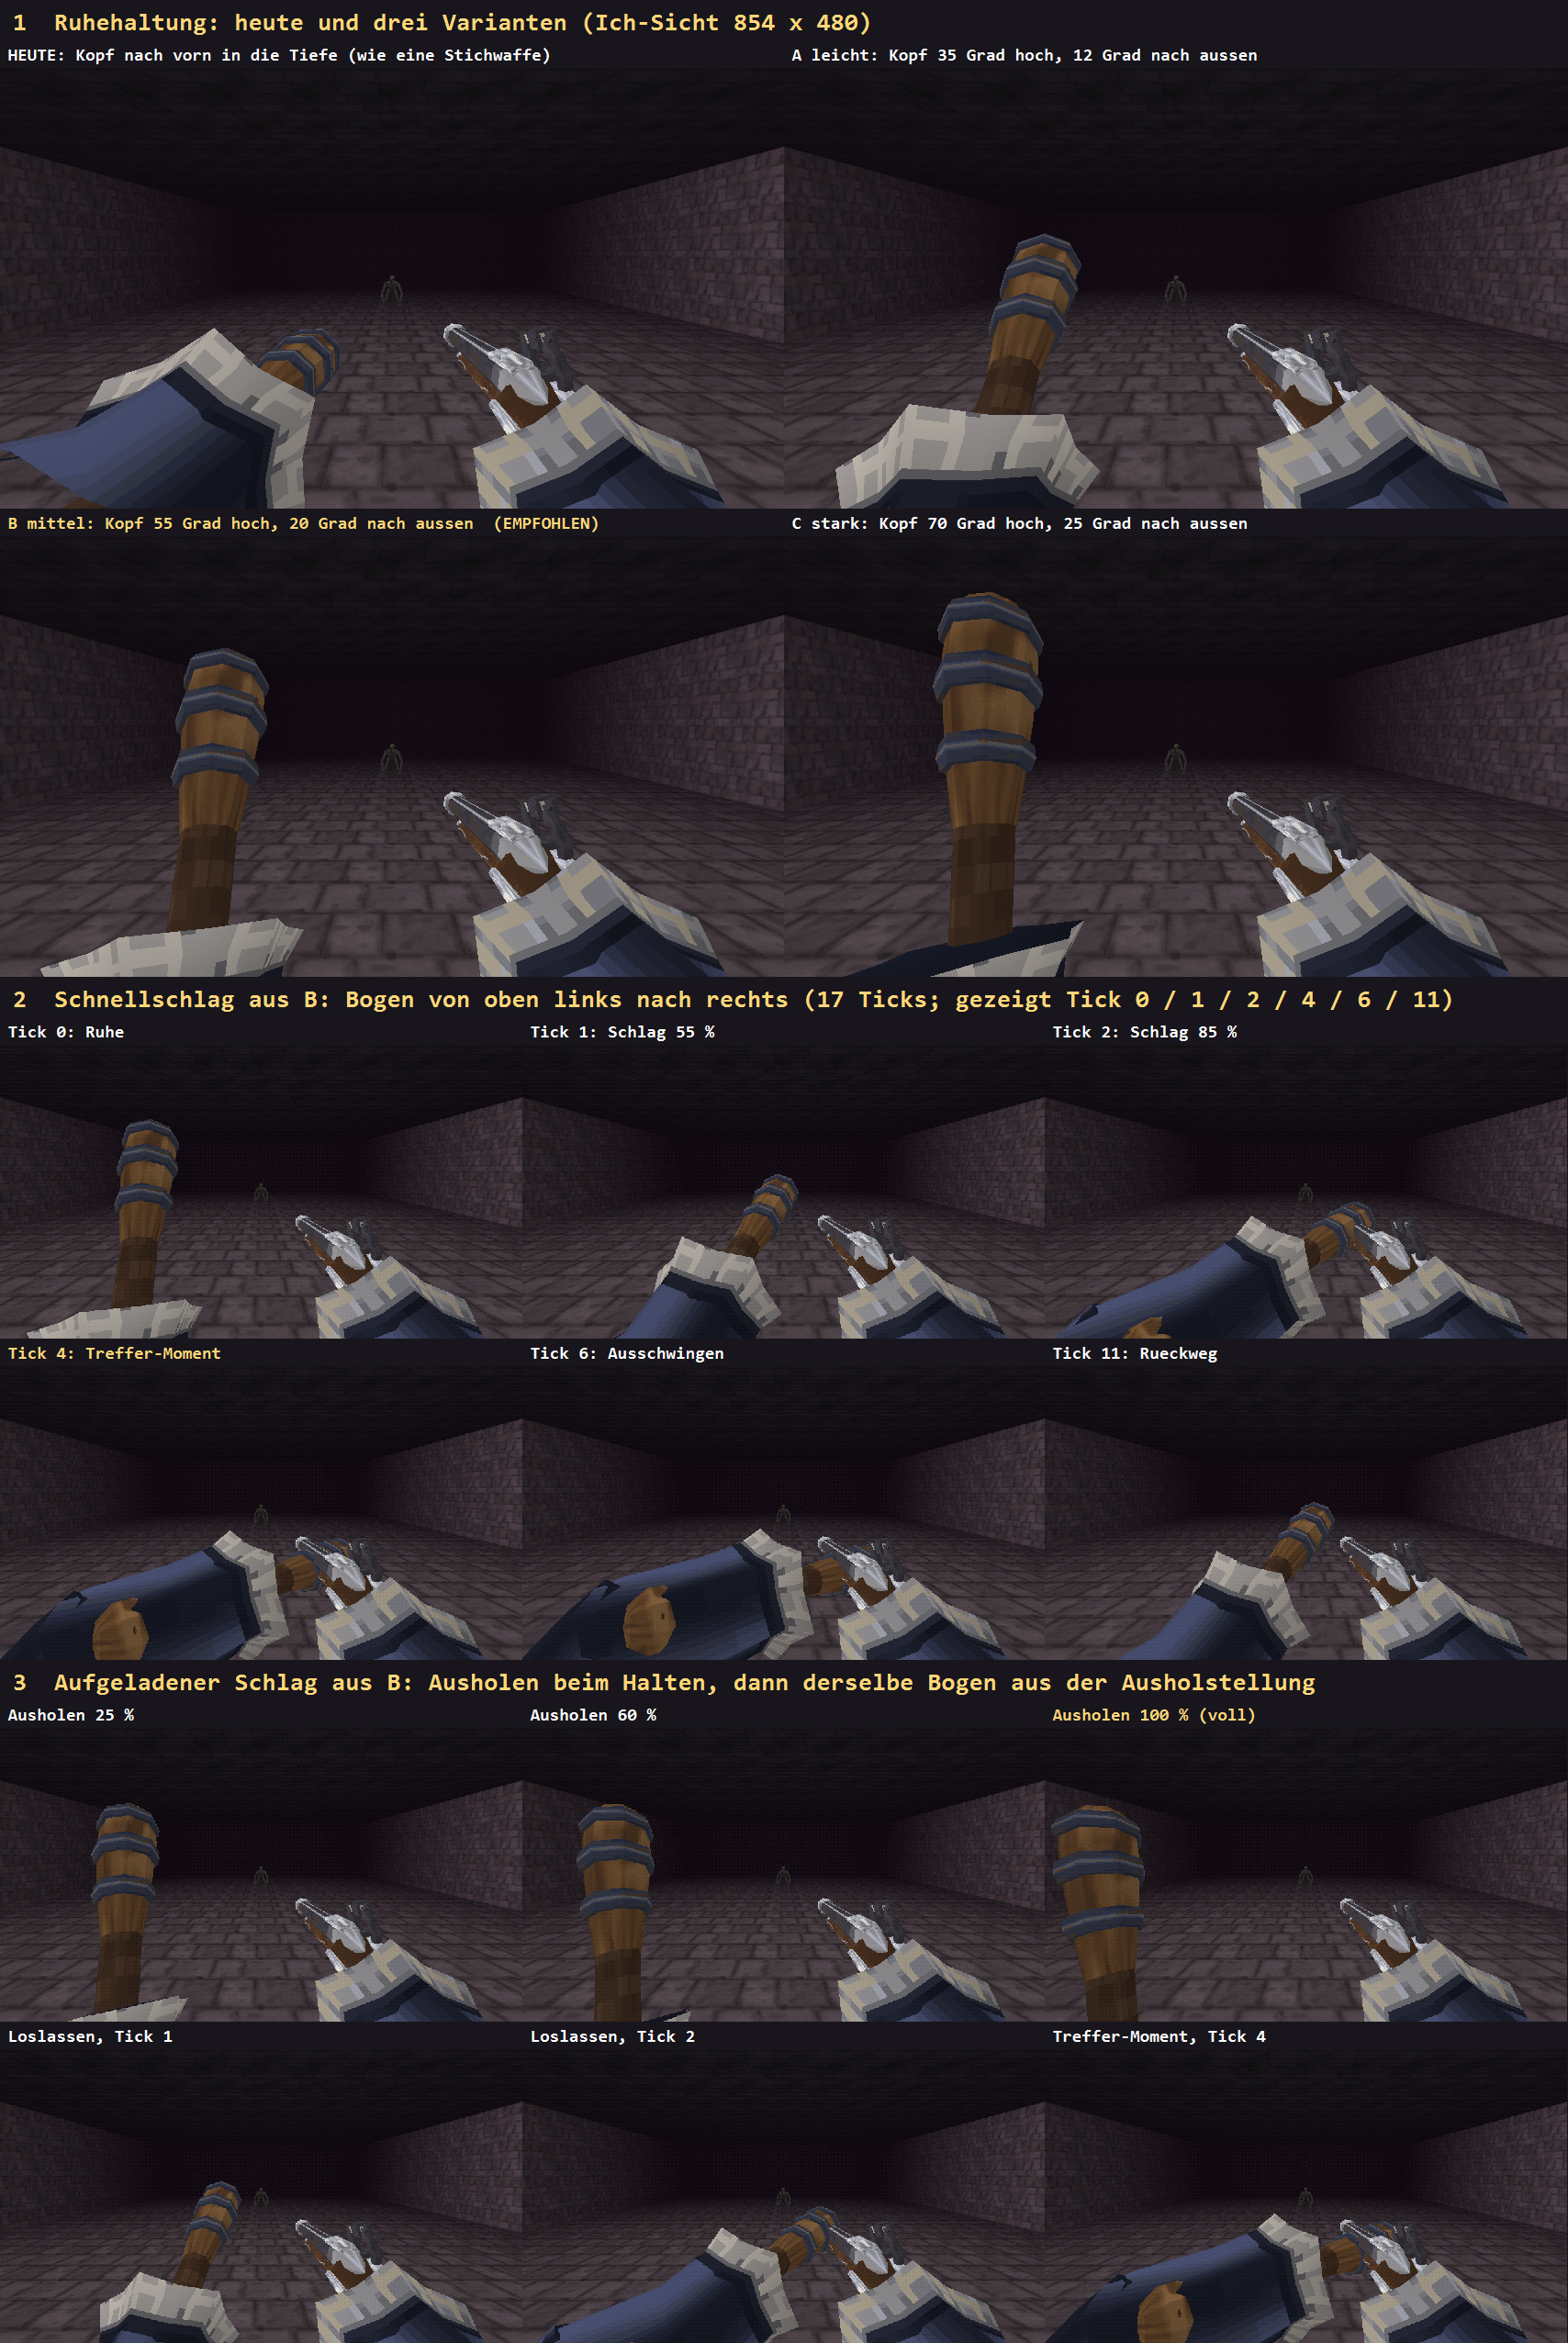 1  Ruhehaltung: heute und drei Varianten (Ich-Sicht 854 x 480)
HEUTE: Kopf nach vorn in die Tiefe (wie eine Stichwaffe)
A leicht: Kopf 35 Grad hoch, 12 Grad nach aussen
B mittel: Kopf 55 Grad hoch, 20 Grad nach aussen  (EMPFOHLEN)
C stark: Kopf 70 Grad hoch, 25 Grad nach aussen
2  Schnellschlag aus B: Bogen von oben links nach rechts (17 Ticks; gezeigt Tick 0 / 1 / 2 / 4 / 6 / 11)
Tick 0: Ruhe
Tick 1: Schlag 55 %
Tick 2: Schlag 85 %
Tick 4: Treffer-Moment
Tick 6: Ausschwingen
Tick 11: Rueckweg
3  Aufgeladener Schlag aus B: Ausholen beim Halten, dann derselbe Bogen aus der Ausholstellung
Ausholen 25 %
Ausholen 60 %
Ausholen 100 % (voll)
Loslassen, Tick 1
Loslassen, Tick 2
Treffer-Moment, Tick 4